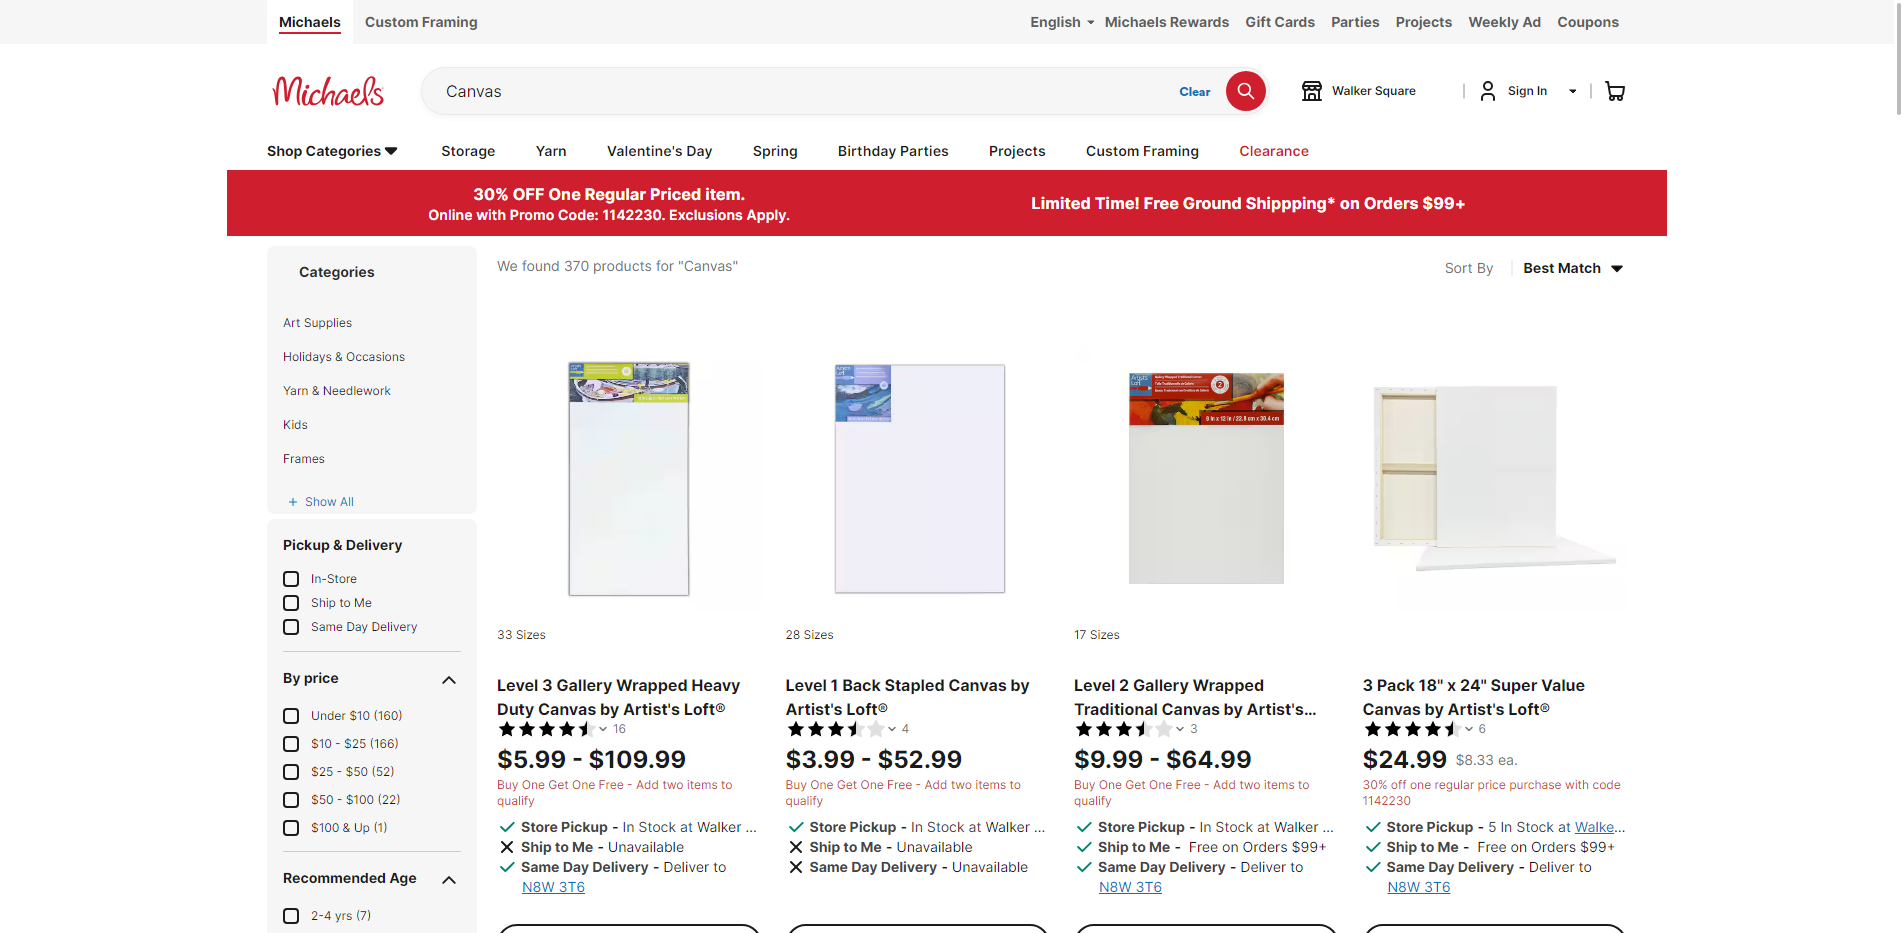 Michaels
Custom Framing
English
Michaels Rewards
Gift Cards
Parties
Projects
Weekly Ad
Coupons
Michaels
Canvas
Clear
Walker Square
Sign In
Shop Categories
Storage
Yarn
Valentine's Day
Spring
Birthday Parties
Projects
Custom Framing
Clearance
30% OFF One Regular Priced item.
Online with Promo Code: 1142230. Exclusions Apply.
Limited Time! Free Ground Shippping* on Orders $99+
Categories
Art Supplies
Holidays & Occasions
Yarn & Needlework
Kids
Frames
+ Show All
Pickup & Delivery
In-Store
Ship to Me
Same Day Delivery
By price
Under $10 (160)
$10 - $25 (166)
$25 - $50 (52)
$50 - $100 (22)
$100 & Up (1)
Recommended Age
2-4 yrs (7)
We found 370 products for "Canvas"
Sort By
Best Match
33 Sizes
Level 3 Gallery Wrapped Heavy
Duty Canvas by Artist's Loft®
16
$5.99 - $109.99
Buy One Get One Free - Add two items to
qualify
Store Pickup - In Stock at Walker ...
Ship to Me - Unavailable
Same Day Delivery - Deliver to
N8W 3T6
28 Sizes
Level 1 Back Stapled Canvas by
Artist's Loft®
4
$3.99 - $52.99
Buy One Get One Free - Add two items to
qualify
Store Pickup - In Stock at Walker ...
Ship to Me - Unavailable
Same Day Delivery - Unavailable
Artist's
Loft
2
9 in x 12 in / 22.8 cm x 30.4 cm
17 Sizes
Level 2 Gallery Wrapped
Traditional Canvas by Artist's...
3
$9.99 - $64.99
Buy One Get One Free - Add two items to
qualify
Store Pickup - In Stock at Walker ...
Ship to Me - Free on Orders $99+
Same Day Delivery - Deliver to
N8W 3T6
3 Pack 18" x 24" Super Value
Canvas by Artist's Loft®
6
$24.99 $8.33 ea.
30% off one regular price purchase with code
1142230
Store Pickup - 5 In Stock at Walke...
Ship to Me - Free on Orders $99+
Same Day Delivery - Deliver to
N8W 3T6